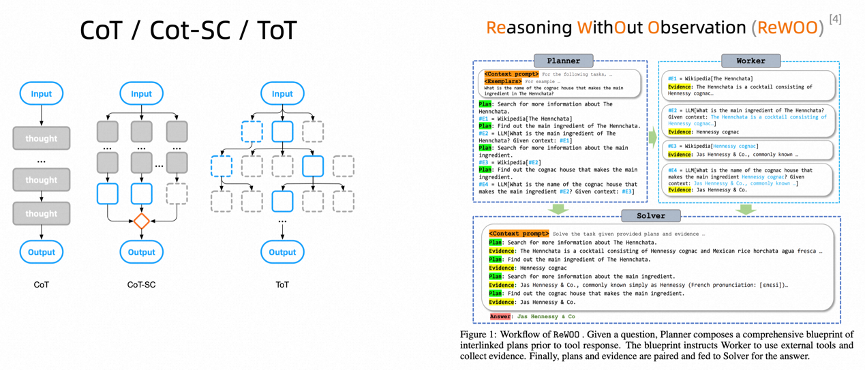 CoT / Cot-SC / ToT
Input
thought
...
thought
thought
Output
CoT
Input
...
...
...
Output
CoT-SC
Input
...
Output
ToT
Reasoning WithOut Observation (ReWOO) [4]
Planner
<Context prompt> For the following tasks, …
<Exemplars> for example …
What is the name of the cognac house that makes the main
ingredient in The Hennchata?
Plan: Search for more information about The
Hennchata.
#E1 = Wikipedia[The Hennchata]
Plan: Find out the main ingredient of The Hennchata.
#E2 = LLM[What is the main ingredient of The
Hennchata? Given context: #E1]
Plan: Search for more information about the main
ingredient.
#E3 = Wikipedia[#E2]
Plan: Find out the cognac house that makes the main
ingredient.
#E4 = LLM[What is the name of the cognac house that
makes the main ingredient #E2? Given context: #E3]
Worker
#E1 = Wikipedia[The Hennchata]
Evidence: The Hennchata is a cocktail consisting of
Hennessy cognac…
#E2 = LLM[What is the main ingredient of The Hennchata?
Given context: The Hennchata is a cocktail consisting of
Hennessy cognac…]
Evidence: Hennessy cognac
#E3 = Wikipedia[Hennessy cognac]
Evidence: Jas Hennessy & Co., commonly known …
#E4 = LLM[What is the name of the cognac house that
makes the main ingredient Hennessy cognac? Given
context: Jas Hennessy & Co., commonly known …]
Evidence: Jas Hennessy & Co.
Solver
<Context prompt> Solve the task given provided plans and evidence …
Plan: Search for more information about The Hennchata.
Evidence: The Hennchata is a cocktail consisting of Hennessy cognac and Mexican rice horchata agua fresca …
Plan: Find out the main ingredient of The Hennchata.
Evidence: Hennessy cognac
Plan: Search for more information about the main ingredient.
Evidence: Jas Hennessy & Co., commonly known simply as Hennessy (French pronunciation: [ɛnɛsi])…
Plan: Find out the cognac house that makes the main ingredient.
Evidence: Jas Hennessy & Co.
Answer: Jas Hennessy & Co
Figure 1: Workflow of ReWOO . Given a question, Planner composes a comprehensive blueprint of
interlinked plans prior to tool response. The blueprint instructs Worker to use external tools and
collect evidence. Finally, plans and evidence are paired and fed to Solver for the answer.